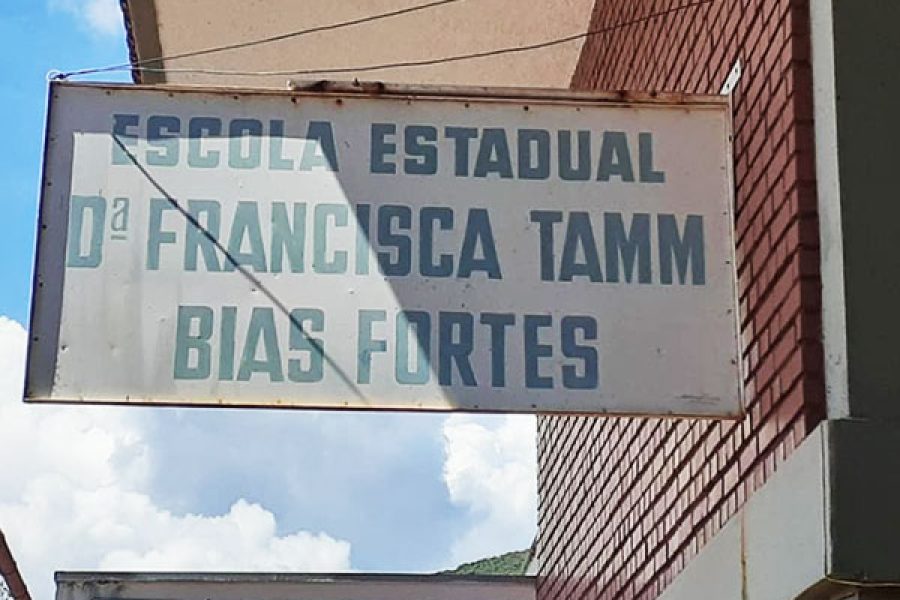 ESCOLA ESTADUAL
Dª FRANCISCA TAMM
BIAS FORTES